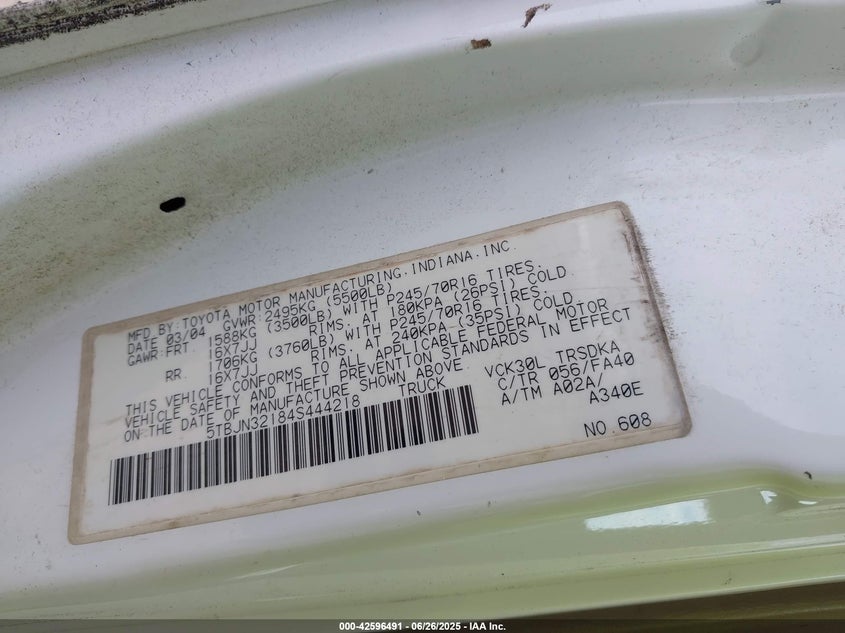 MFD BY:TOYOTA MOTOR MANUFACTURING.INDIANA.INC
DATE 03/04 GVWR 2495KG (5500LB)
GAWR:FRT 1588KG (3500LB) WITH P245/70R16 TIRES,
16X7JJ RIMS, AT 180KPA (26PSI) COLD
RR. 1706KG (3760LB) WITH P245/70R16 TIRES,
16X7JJ RIMS, AT 240KPA (35PSI) COLD
THIS VEHICLE CONFORMS TO ALL APPLICABLE FEDERAL MOTOR
VEHICLE SAFETY AND THEFT PREVENTION STANDARDS IN EFFECT
ON THE DATE OF MANUFACTURE SHOWN ABOVE.
5TBJN32184S444218 TRUCK
VCK30L TRSDKA
C/TR 056/FA40
A/TM A02A/
A340E
NO.608
000-42596491 - 06/26/2025 - IAA Inc.